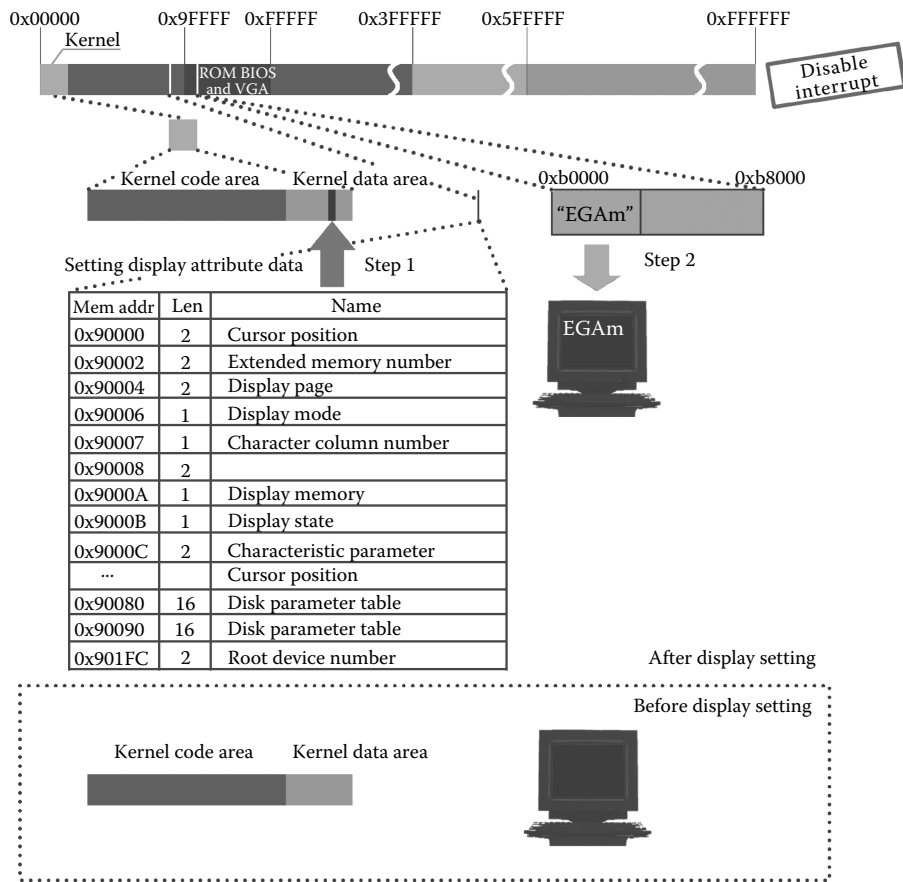 0x00000 0x9FFFF 0xFFFFF 0x3FFFFF 0x5FFFFF 0xFFFFFF
Kernel
ROM BIOS
and VGA
Disable
interrupt
Kernel code area Kernel data area
0xb0000 0xb8000
"EGAm"
Setting display attribute data Step 1 Step 2
Mem addr Len Name
0x90000 2 Cursor position
0x90002 2 Extended memory number
0x90004 2 Display page
0x90006 1 Display mode
0x90007 1 Character column number
0x90008 2
0x9000A 1 Display memory
0x9000B 1 Display state
0x9000C 2 Characteristic parameter
... Cursor position
0x90080 16 Disk parameter table
0x90090 16 Disk parameter table
0x901FC 2 Root device number
EGAm
After display setting
Before display setting
Kernel code area Kernel data area